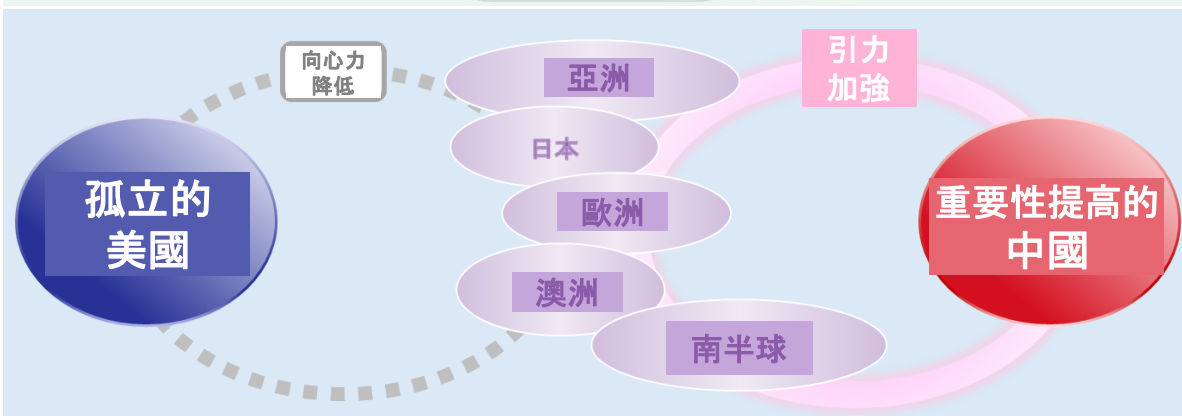 向心力
降低
引力
加強
亞洲
日本
歐洲
澳洲
南半球
孤立的
美國
重要性提高的
中國